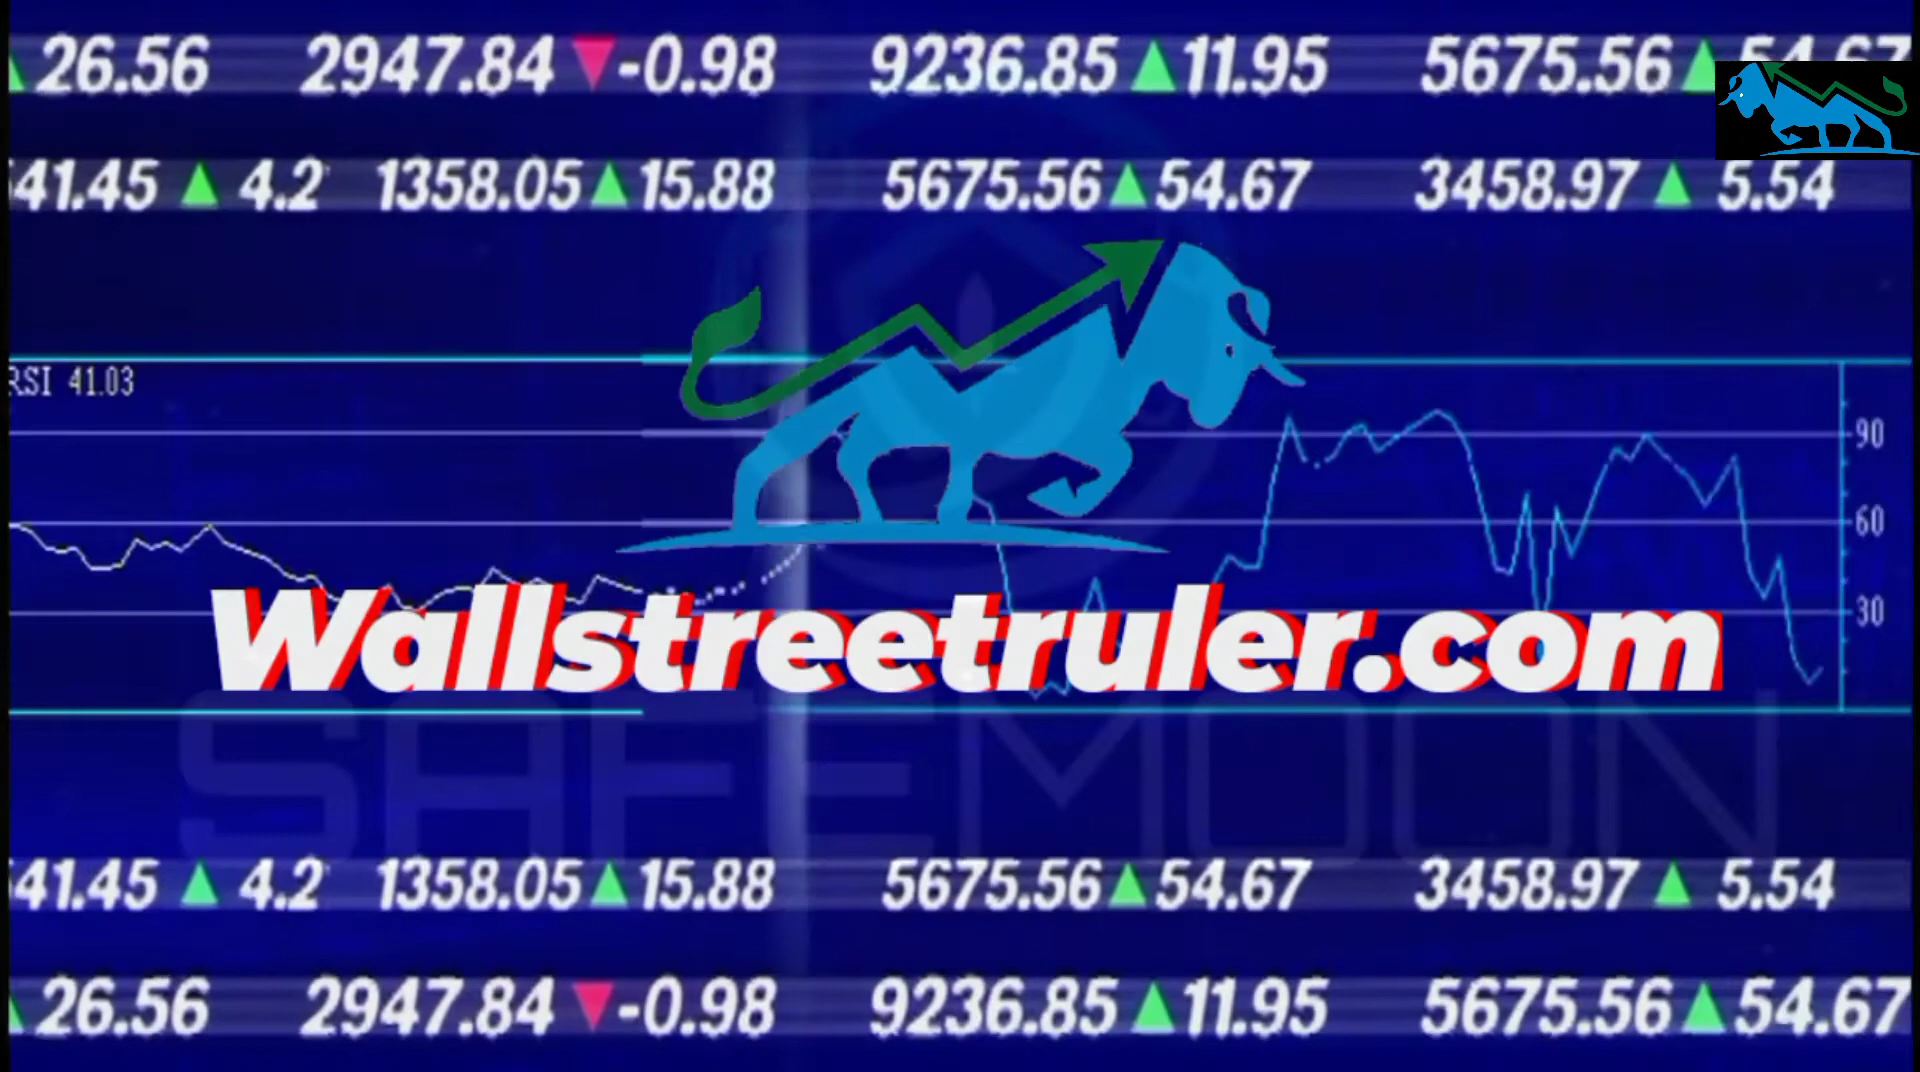 26.56 2947.84 -0.98 9236.85 11.95 5675.56 54.67
41.45 4.2 1358.05 15.88 5675.56 54.67 3458.97 5.54
RSI 41.03
90
60
30
Wallstreetruler.com
SAFEMOON
41.45 4.2 1358.05 15.88 5675.56 54.67 3458.97 5.54
26.56 2947.84 -0.98 9236.85 11.95 5675.56 54.67